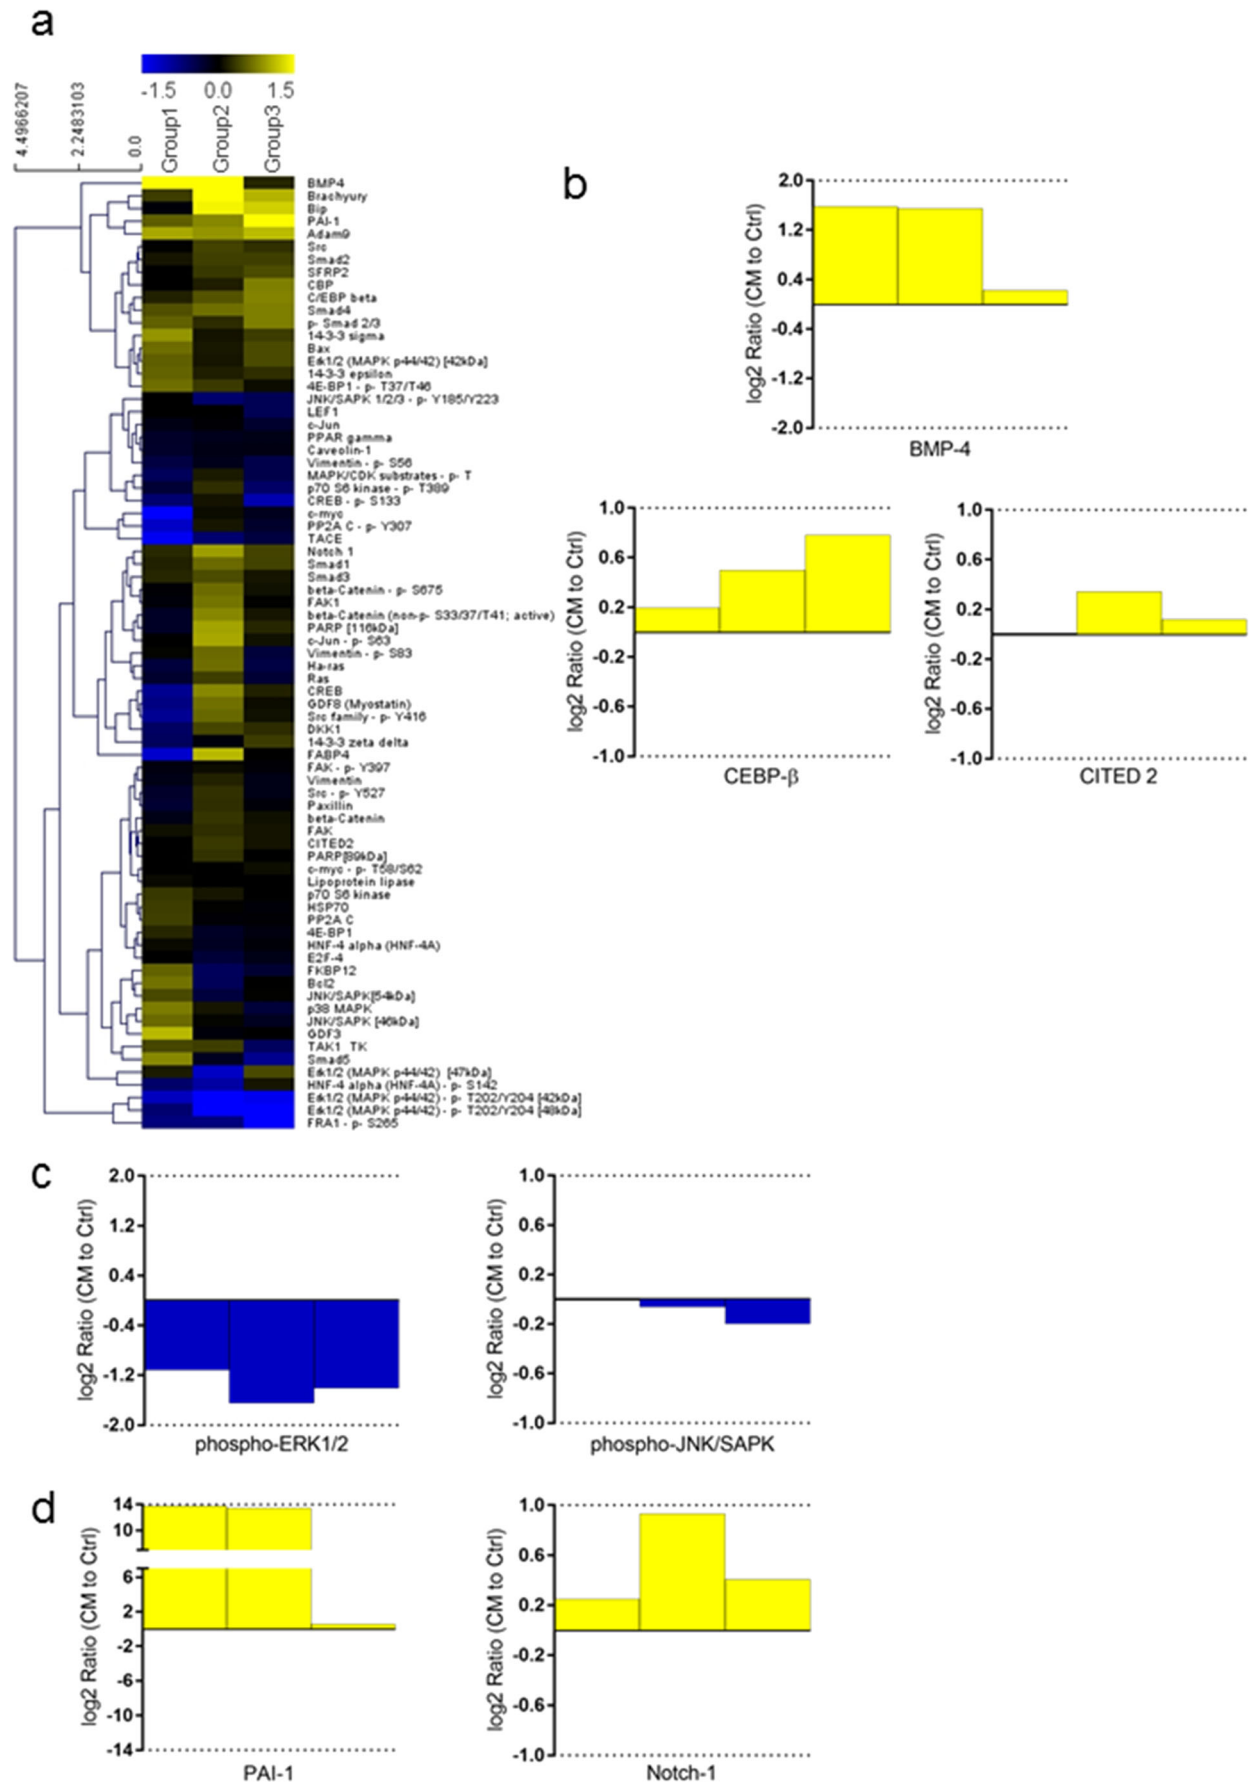 a
-1.5 0.0 1.5
4.4966207
2.2483103
0.0
Group1
Group2
Group3
BMP4
Brachyury
Bip
PAI-1
Adam9
Src
Smad2
SFRP2
CBP
C/EBP beta
Smad4
p- Smad 2/3
14-3-3 sigma
Bax
Erk1/2 (MAPK p44/42) [42kDa]
14-3-3 epsilon
4E-BP1 - p- T37/T46
JNK/SAPK 1/2/3 - p- Y185/Y223
LEF1
c-Jun
PPAR gamma
Caveolin-1
Vimentin - p- S56
MAPK/CDK substrates - p- T
p70 S6 kinase - p- T389
CREB - p- S133
c-myc
PP2A C - p- Y307
TACE
Notch 1
Smad1
Smad3
beta-Catenin - p- S675
FAK1
beta-Catenin (non-p- S33/37/T41; active)
PARP [116kDa]
c-Jun - p- S63
Vimentin - p- S83
Ha-ras
Ras
CREB
GDF8 (Myostatin)
Src family - p- Y416
DKK1
14-3-3 zeta delta
FABP4
FAK - p- Y397
Vimentin
Src - p- Y527
Paxillin
beta-Catenin
FAK
CITED2
PARP[89kDa]
c-myc - p- T58/S62
Lipoprotein lipase
p70 S6 kinase
HSP70
PP2A C
4E-BP1
HNF-4 alpha (HNF-4A)
E2F-4
FKBP12
Bcl2
JNK/SAPK[54kDa]
p38 MAPK
JNK/SAPK [46kDa]
GDF3
TAK1 TK
Smad5
Erk1/2 (MAPK p44/42) [47kDa]
HNF-4 alpha (HNF-4A) - p- S142
Erk1/2 (MAPK p44/42) - p- T202/Y204 [42kDa]
Erk1/2 (MAPK p44/42) - p- T202/Y204 [48kDa]
FRA1 - p- S265
b
log2 Ratio (CM to Ctrl)
2.0
1.2
0.4
-0.4
-1.2
-2.0
BMP-4
log2 Ratio (CM to Ctrl)
1.0
0.6
0.2
-0.2
-0.6
-1.0
CEBP-β
log2 Ratio (CM to Ctrl)
1.0
0.6
0.2
-0.2
-0.6
-1.0
CITED 2
c
log2 Ratio (CM to Ctrl)
2.0
1.2
0.4
-0.4
-1.2
-2.0
phospho-ERK1/2
log2 Ratio (CM to Ctrl)
1.0
0.6
0.2
-0.2
-0.6
-1.0
phospho-JNK/SAPK
d
log2 Ratio (CM to Ctrl)
14
10
6
2
-2
-6
-10
-14
PAI-1
log2 Ratio (CM to Ctrl)
1.0
0.6
0.2
-0.2
-0.6
-1.0
Notch-1